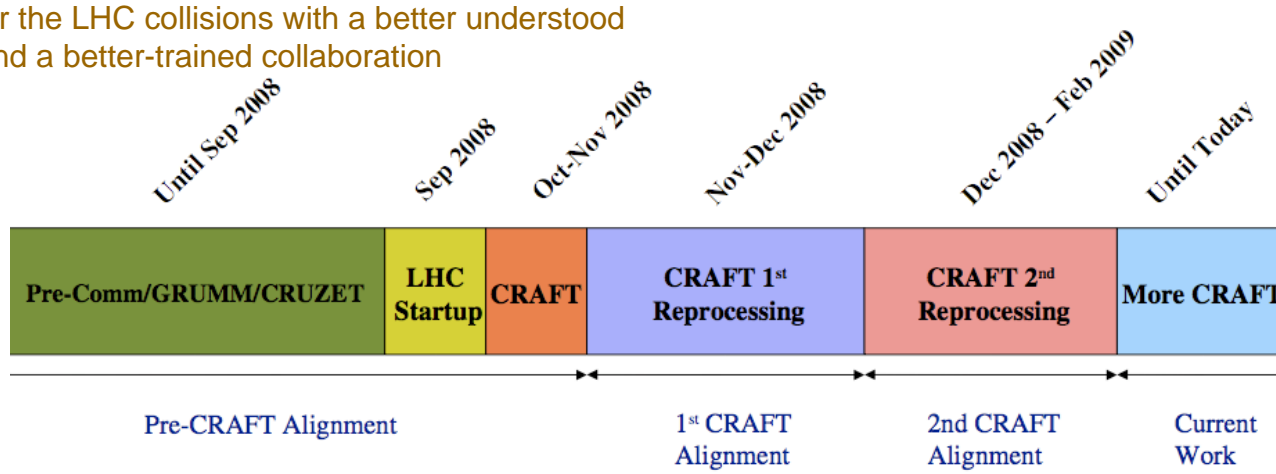 r the LHC collisions with a better understood
nd a better-trained collaboration
Until Sep 2008
Sep 2008
Oct-Nov 2008
Nov-Dec 2008
Dec 2008 – Feb 2009
Until Today
Pre-Comm/GRUMM/CRUZET
LHC
Startup
CRAFT
CRAFT 1st
Reprocessing
CRAFT 2nd
Reprocessing
More CRAFT
Pre-CRAFT Alignment
1st CRAFT
Alignment
2nd CRAFT
Alignment
Current
Work